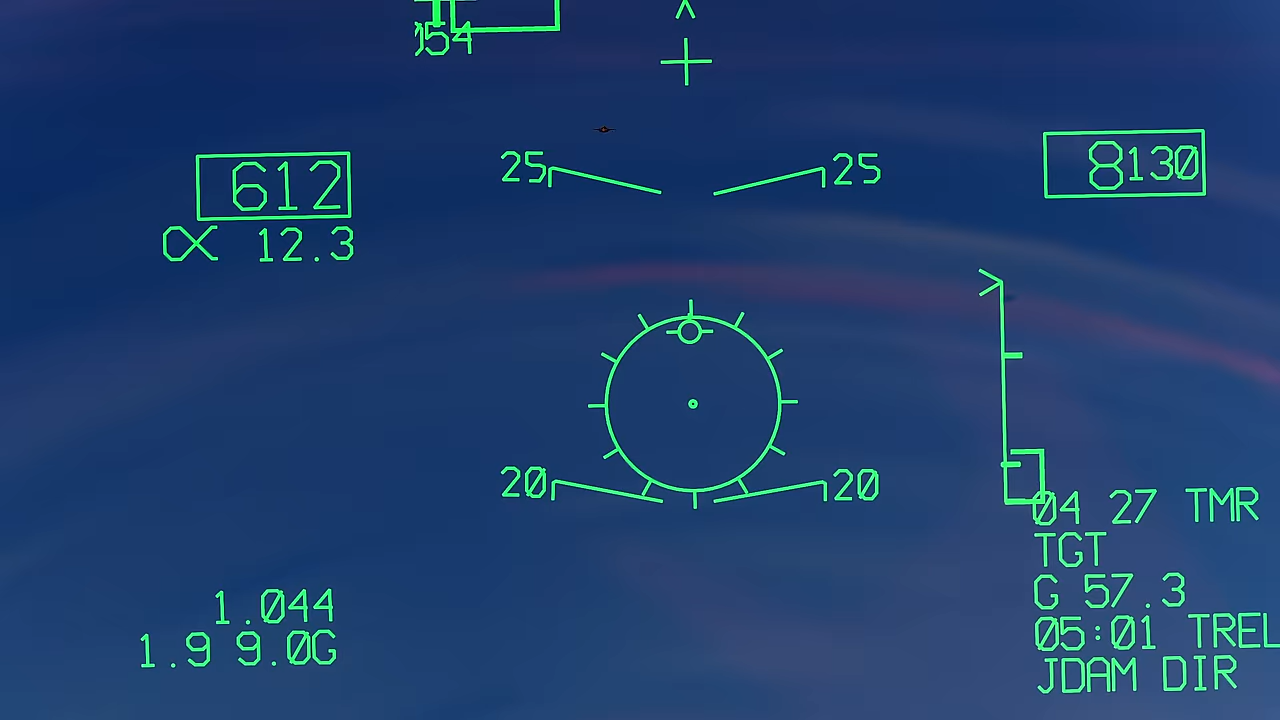 054
25 25
612
8130
α 12.3
20 20
04 27 TMR
TGT
G 57.3
05:01 TREL
JDAM DIR
1.044
1.9 9.0G